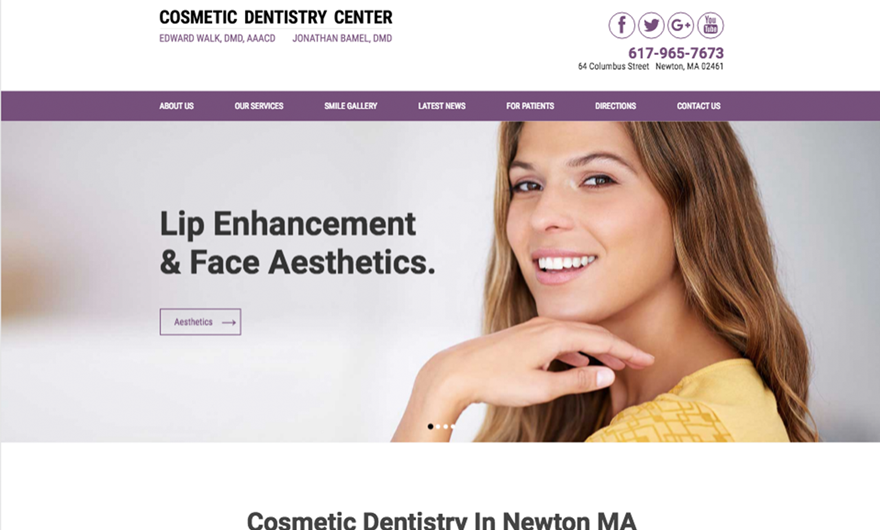 COSMETIC DENTISTRY CENTER
EDWARD WALK, DMD, AAACD JONATHAN BAMEL, DMD
f G+ You Tube
617-965-7673
64 Columbus Street Newton, MA 02461
ABOUT US OUR SERVICES SMILE GALLERY LATEST NEWS FOR PATIENTS DIRECTIONS CONTACT US
Lip Enhancement
& Face Aesthetics.
Aesthetics
Cosmetic Dentistry In Newton MA